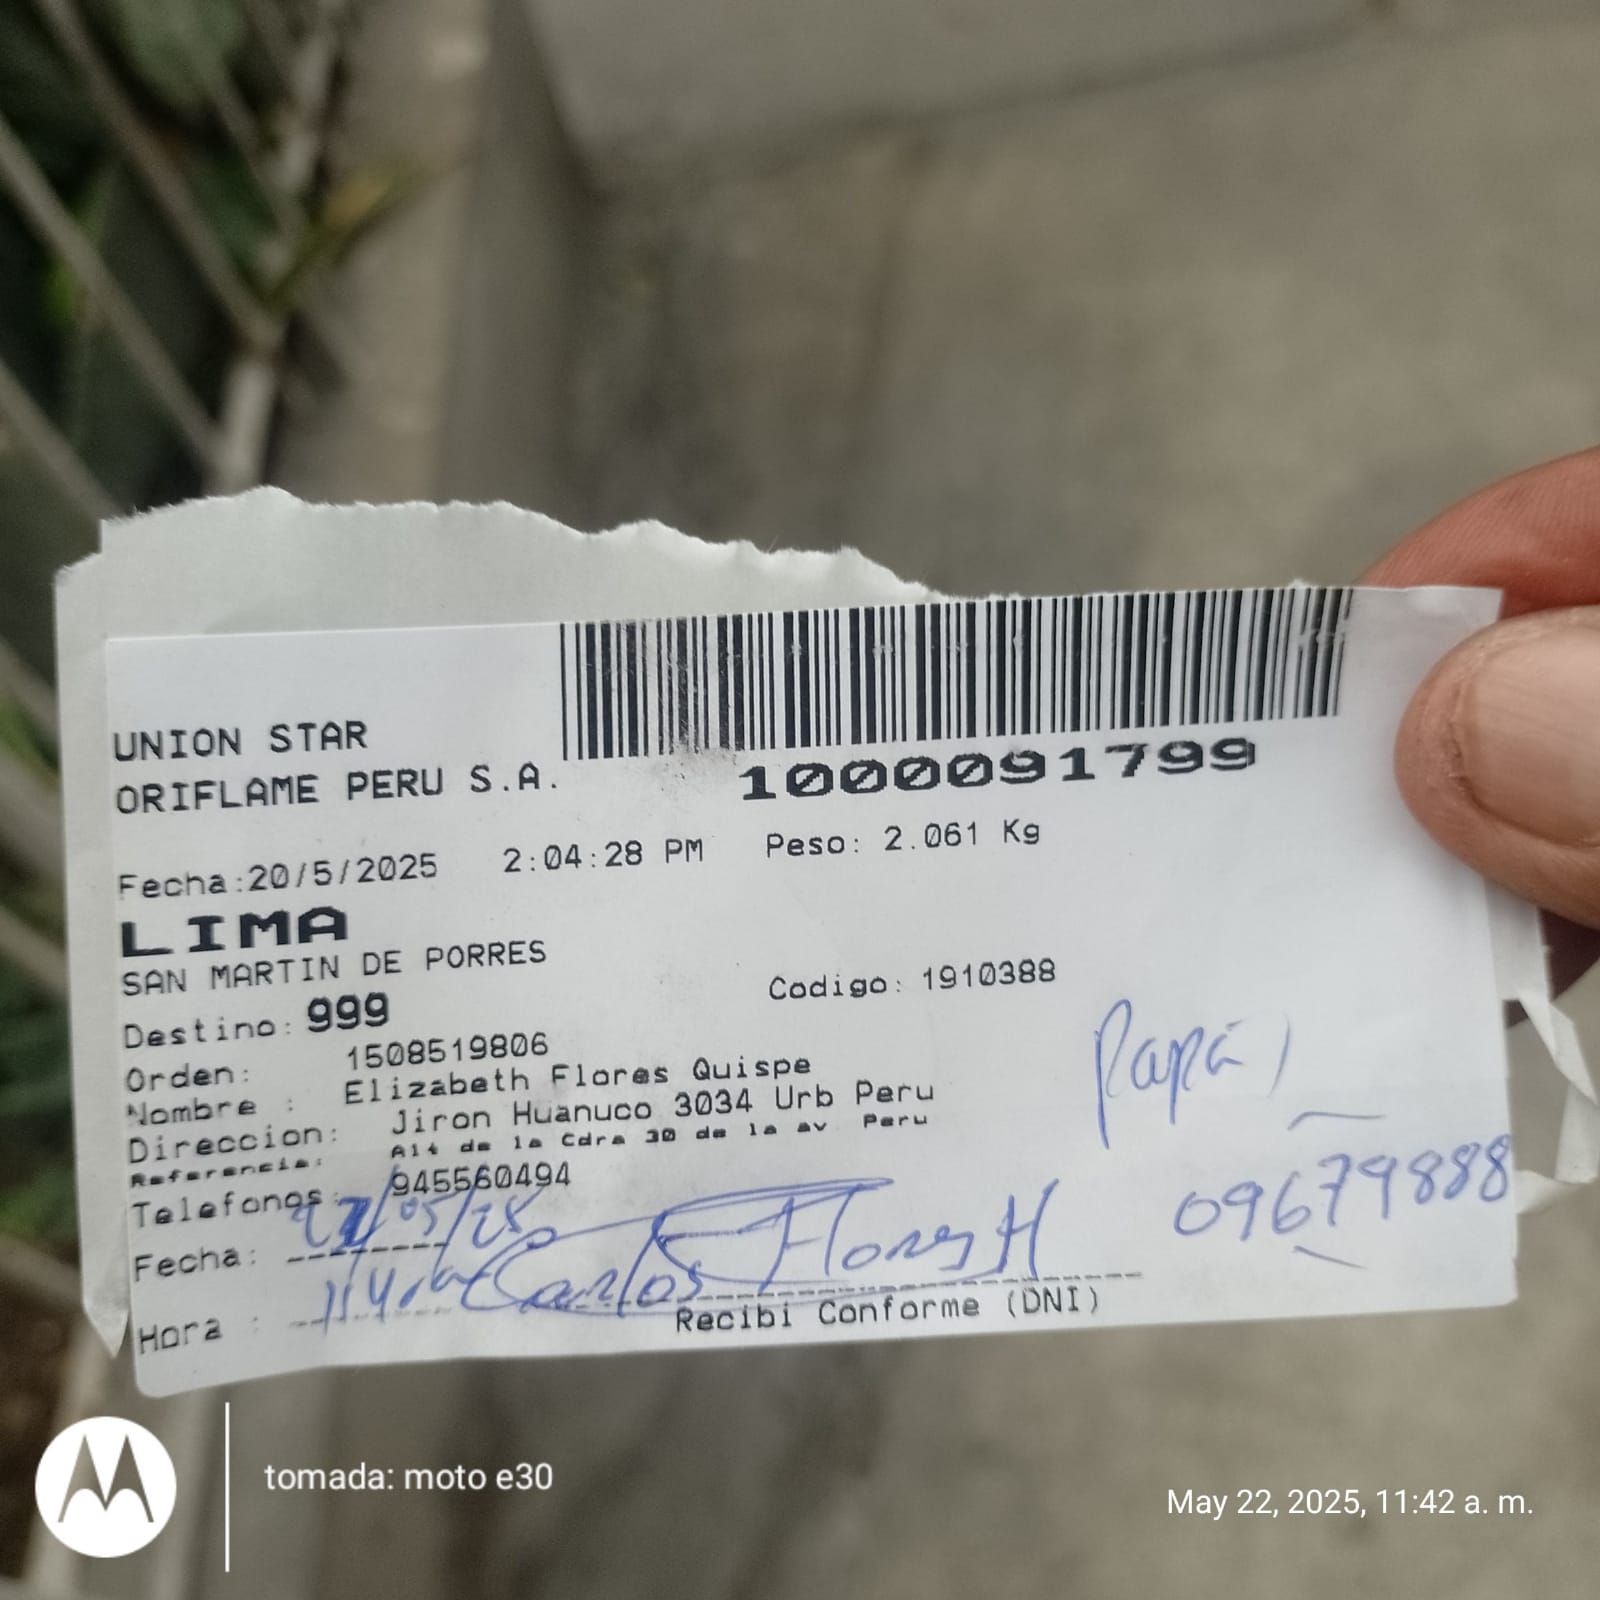 UNION STAR
ORIFLAME PERU S.A.
1000091799
Fecha:20/5/2025 2:04:28 PM Peso: 2.061 Kg
LIMA
SAN MARTIN DE PORRES
Codigo: 1910388
Destino: 999
Orden: 1508519806
Nombre : Elizabeth Flores Quispe
Direccion: Jiron Huanuco 3034 Urb Peru
Referencia: Alt de la Cdra 30 de la av Peru
Telefonos: 945560494
Papá
09679888
Fecha:
Carlos Flores H
Hora :
Recibi Conforme (DNI)
tomada: moto e30
May 22, 2025, 11:42 a. m.